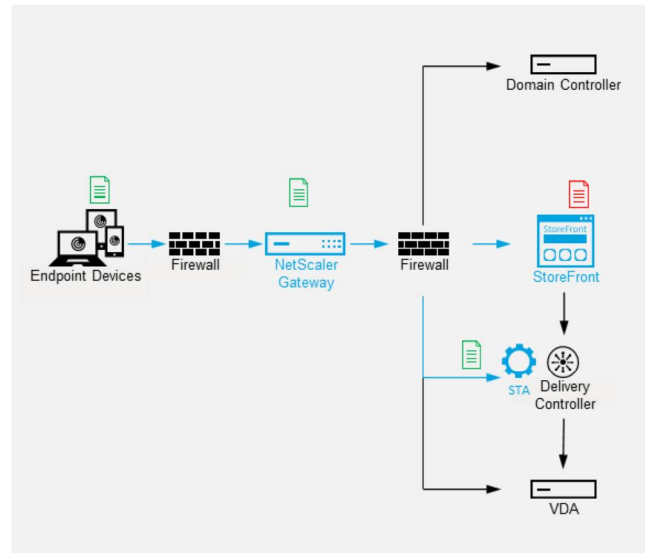 Domain Controller
StoreFront
Endpoint Devices
Firewall
NetScaler
Gateway
Firewall
StoreFront
STA
Delivery
Controller
VDA